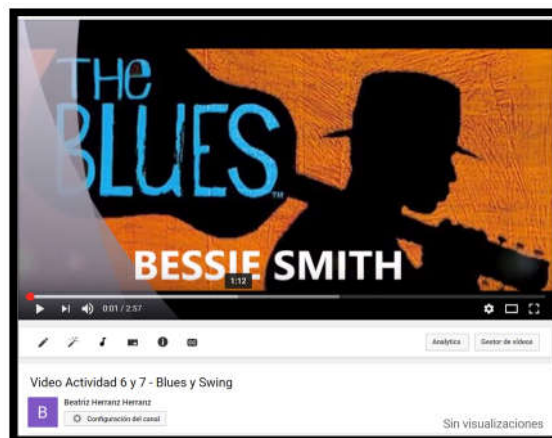 THE
BLUES™
BESSIE SMITH
1:12
0:01 / 2:57
Analytics
Gestor de vídeos
Video Actividad 6 y 7 - Blues y Swing
B
Beatriz Herranz Herranz
Configuración del canal
Sin visualizaciones